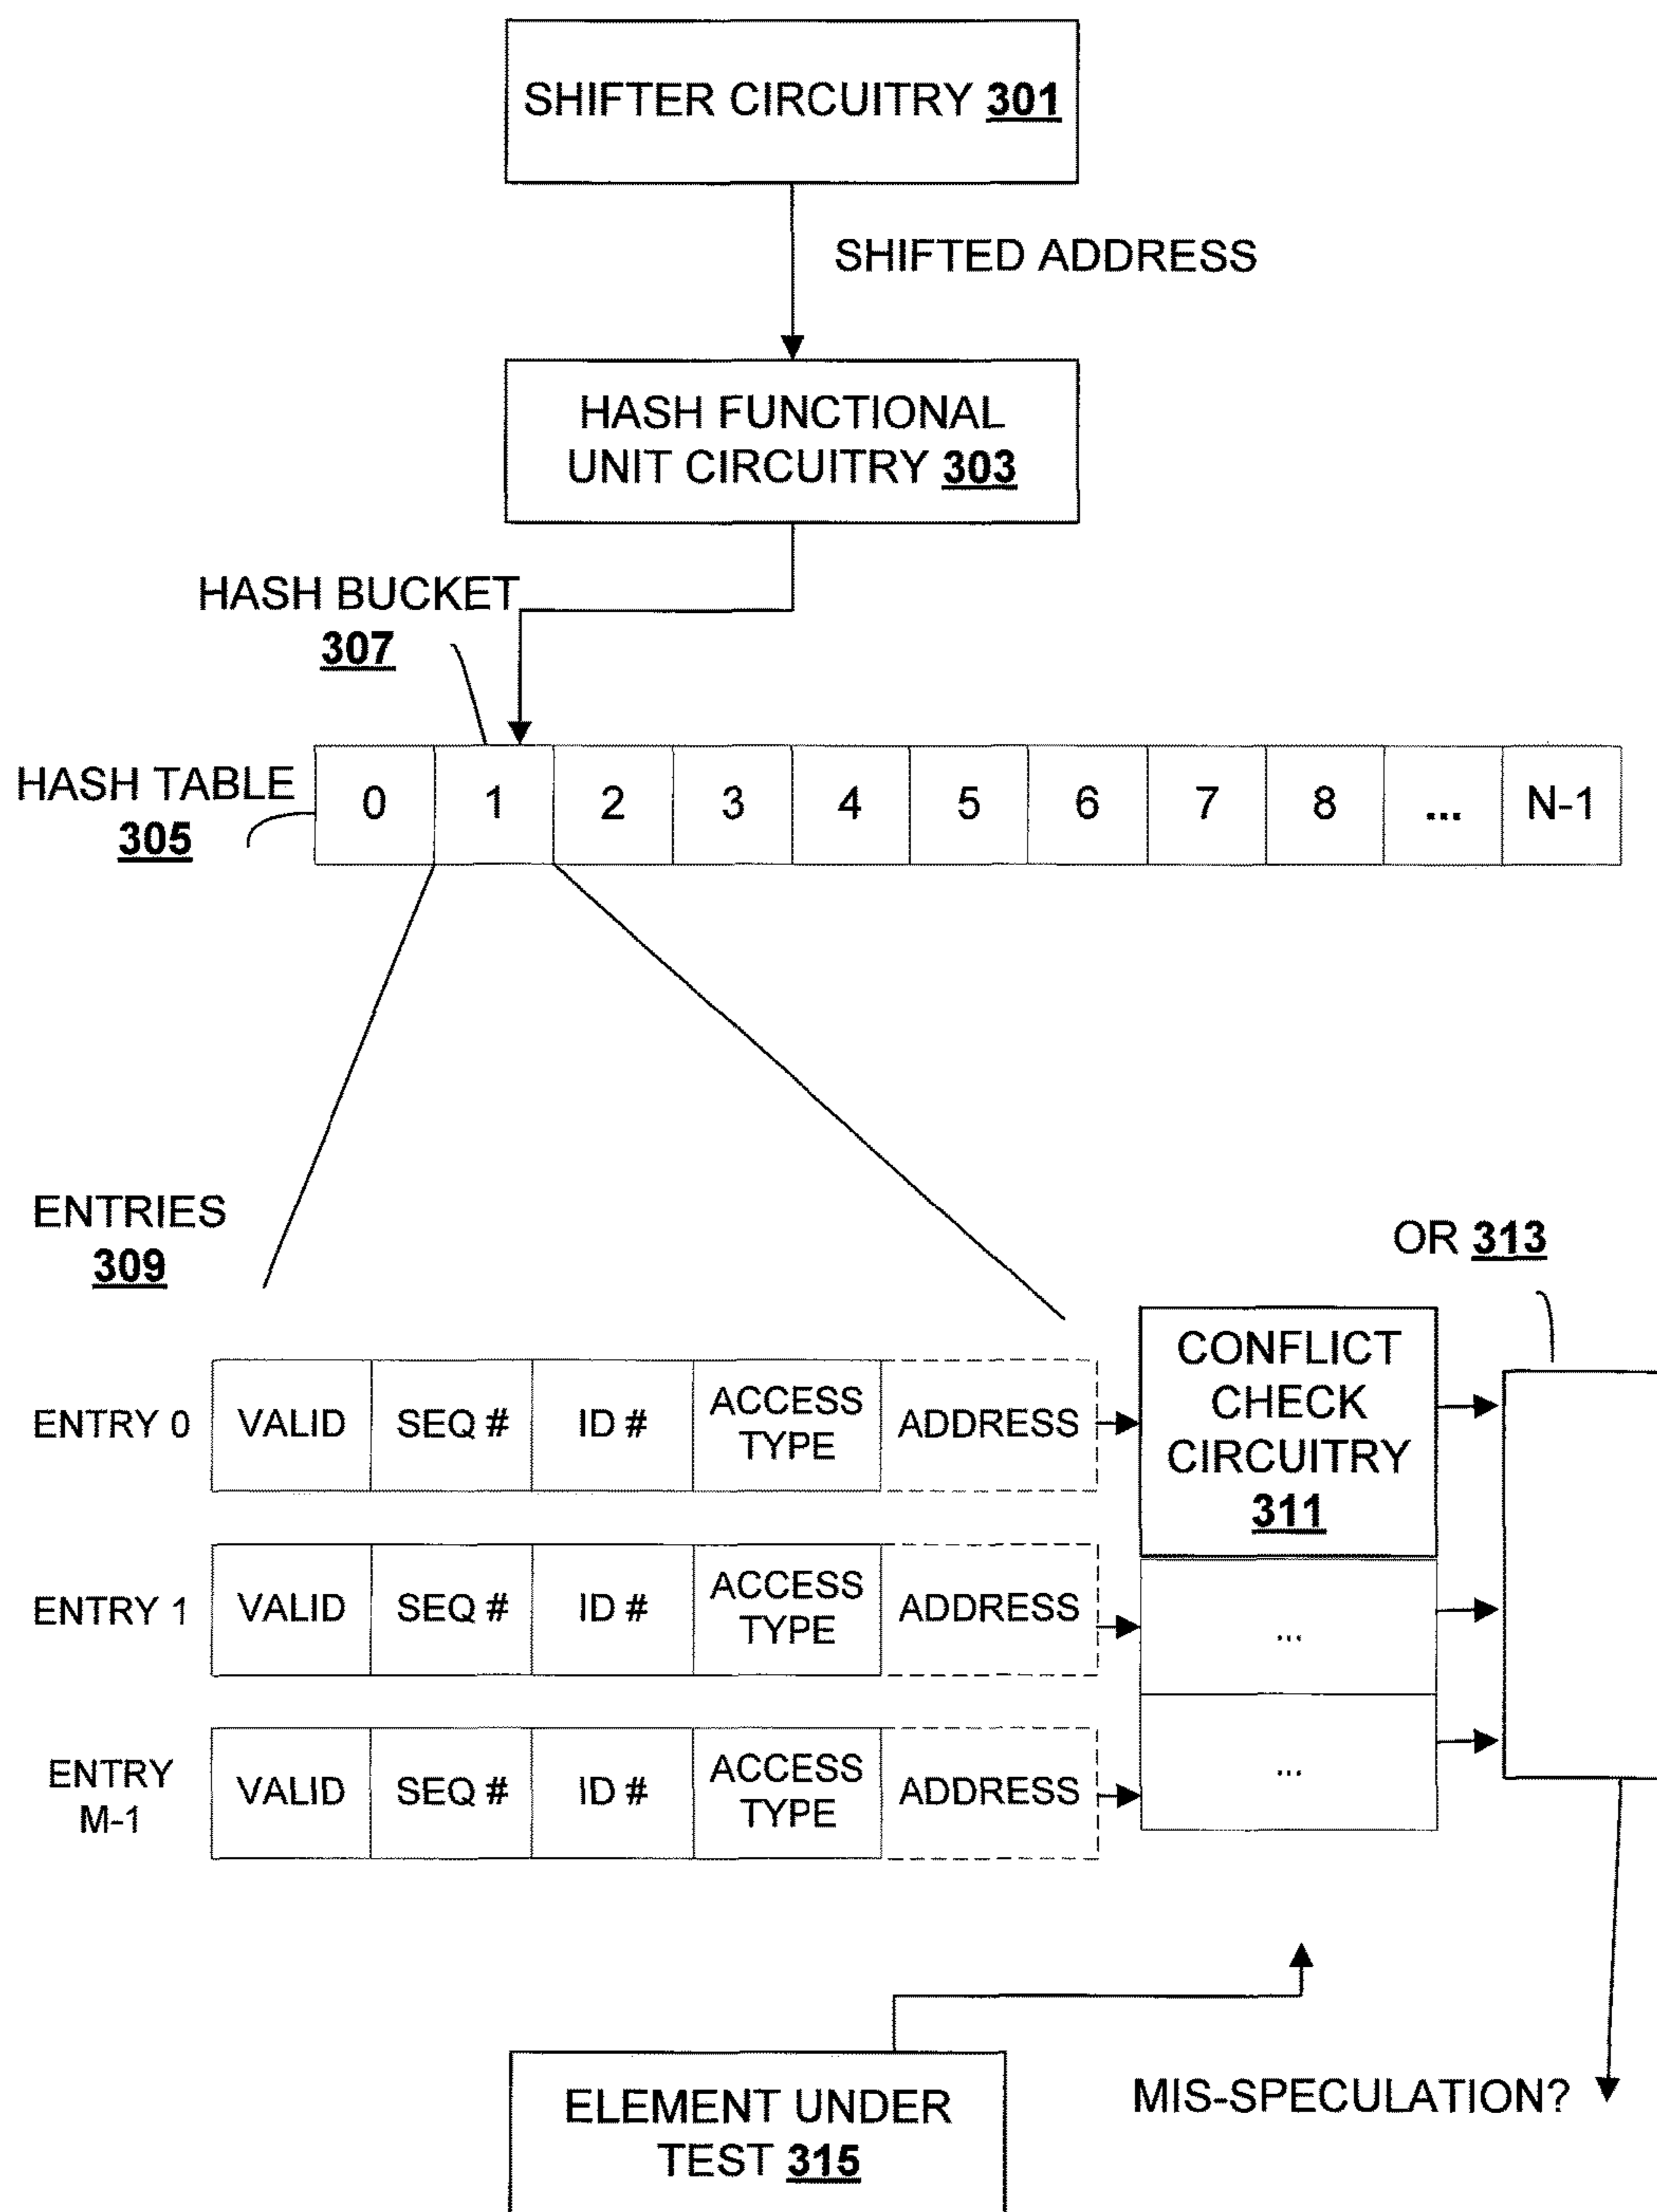 SHIFTER CIRCUITRY 301
SHIFTED ADDRESS
HASH FUNCTIONAL
UNIT CIRCUITRY 303
HASH BUCKET
307
HASH TABLE
305
0 1 2 3 4 5 6 7 8 ... N-1
ENTRIES
309
OR 313
CONFLICT
CHECK
CIRCUITRY
311
ENTRY 0 VALID SEQ # ID # ACCESS TYPE ADDRESS
ENTRY 1 VALID SEQ # ID # ACCESS TYPE ADDRESS
...
ENTRY M-1 VALID SEQ # ID # ACCESS TYPE ADDRESS
...
ELEMENT UNDER
TEST 315
MIS-SPECULATION?